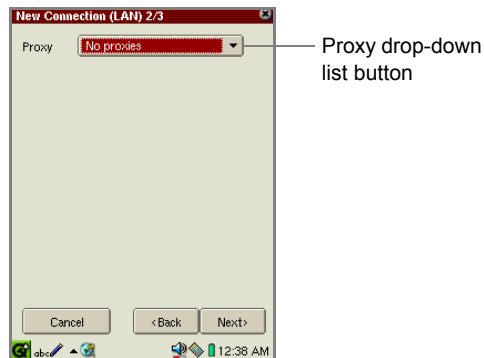 New Connection (LAN) 2/3
Proxy No proxies
Proxy drop-down
list button
Cancel <Back Next>
abc 12:38 AM